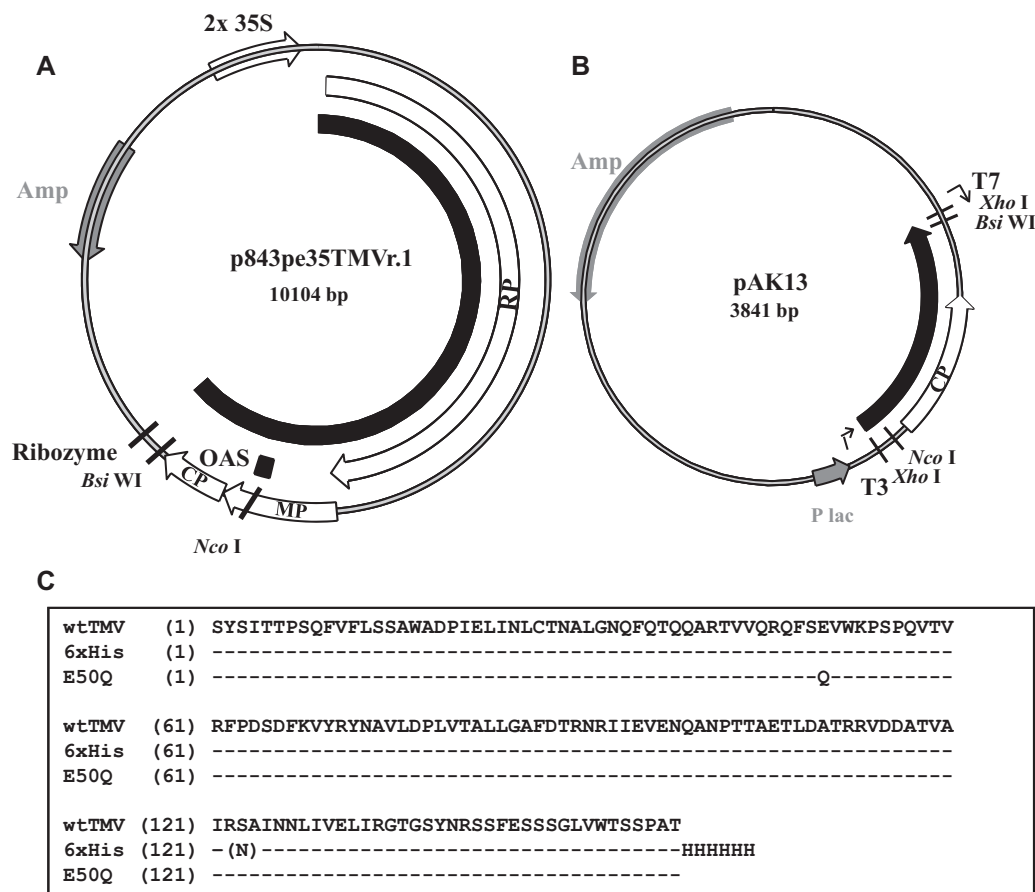 A
2x 35S
Amp
p843pe35TMVr.1
10104 bp
RP
Ribozyme
Bsi WI
OAS
CP
MP
Nco I
B
Amp
T7
Xho I
Bsi WI
pAK13
3841 bp
CP
Nco I
Xho I
T3
P lac
C
wtTMV (1) SYSITTPSQFVFLSSAWADPIELINLCTNALGNQFQTQQARTVVQRQFSEVWKPSPQVTV
6xHis (1) ------------------------------------------------------------
E50Q (1) -------------------------------------------------Q----------
wtTMV (61) RFPDSDFKVYRYNAVLDPLVTALLGAFDTRNRIIEVENQANPTTAETLDATRRVDDATVA
6xHis (61) ------------------------------------------------------------
E50Q (61) ------------------------------------------------------------
wtTMV (121) IRSAINNLIVELIRGTGSYNRSSFESSSGLVWTSSPAT
6xHis (121) -(N)----------------------------------HHHHHH
E50Q (121) --------------------------------------